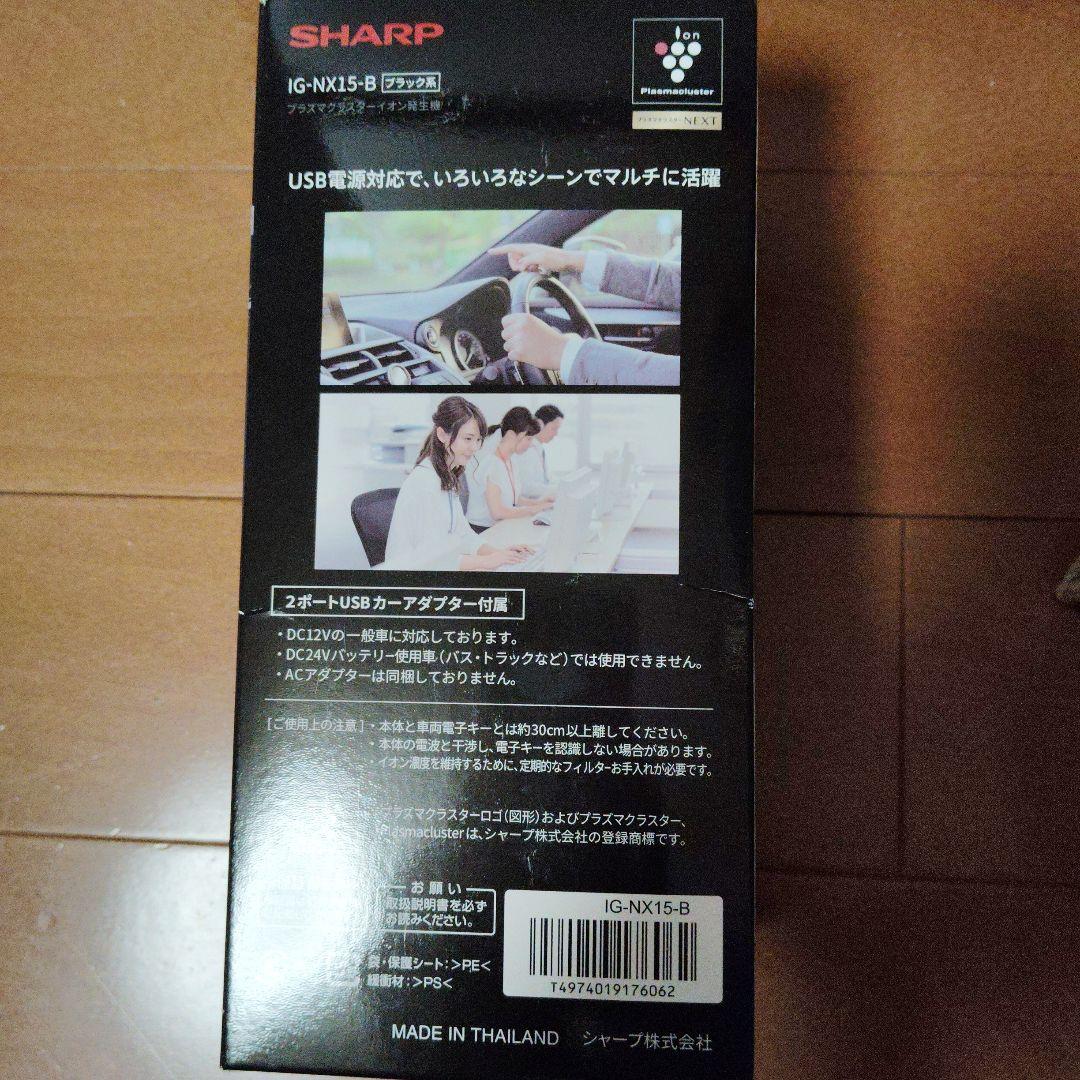 SHARP
IG-NX15-B ブラック系
プラズマクラスターイオン発生機
Ion
Plasmacluster
プラズマクラスター NEXT
USB電源対応で、いろいろなシーンでマルチに活躍
2ポートUSBカーアダプター付属
・DC12Vの一般車に対応しております。
・DC24Vバッテリー使用車（バス・トラックなど）では使用できません。
・ACアダプターは同梱しておりません。
[ご使用上の注意]・本体と車両電子キーとは約30cm以上離してください。
・本体の電波と干渉し、電子キーを認識しない場合があります。
イオン濃度を維持するために、定期的なフィルターお手入れが必要です。
プラズマクラスターロゴ（図形）およびプラズマクラスター、
Plasmaclusterは、シャープ株式会社の登録商標です。
お願い
取扱説明書を必ず
お読みください。
袋・保護シート:>PE<
緩衝材:>PS<
IG-NX15-B
T4974019176062
MADE IN THAILAND シャープ株式会社